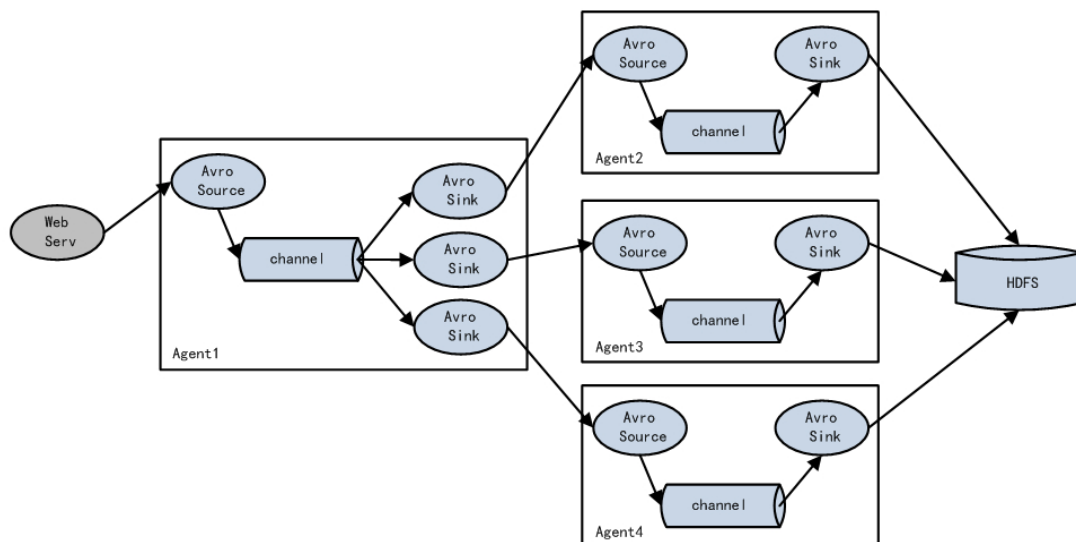 Web
Serv
Avro
Source
channel
Avro
Sink
Avro
Sink
Avro
Sink
Agent1
Avro
Source
channel
Avro
Sink
Agent2
Avro
Source
channel
Avro
Sink
Agent3
Avro
Source
channel
Avro
Sink
Agent4
HDFS